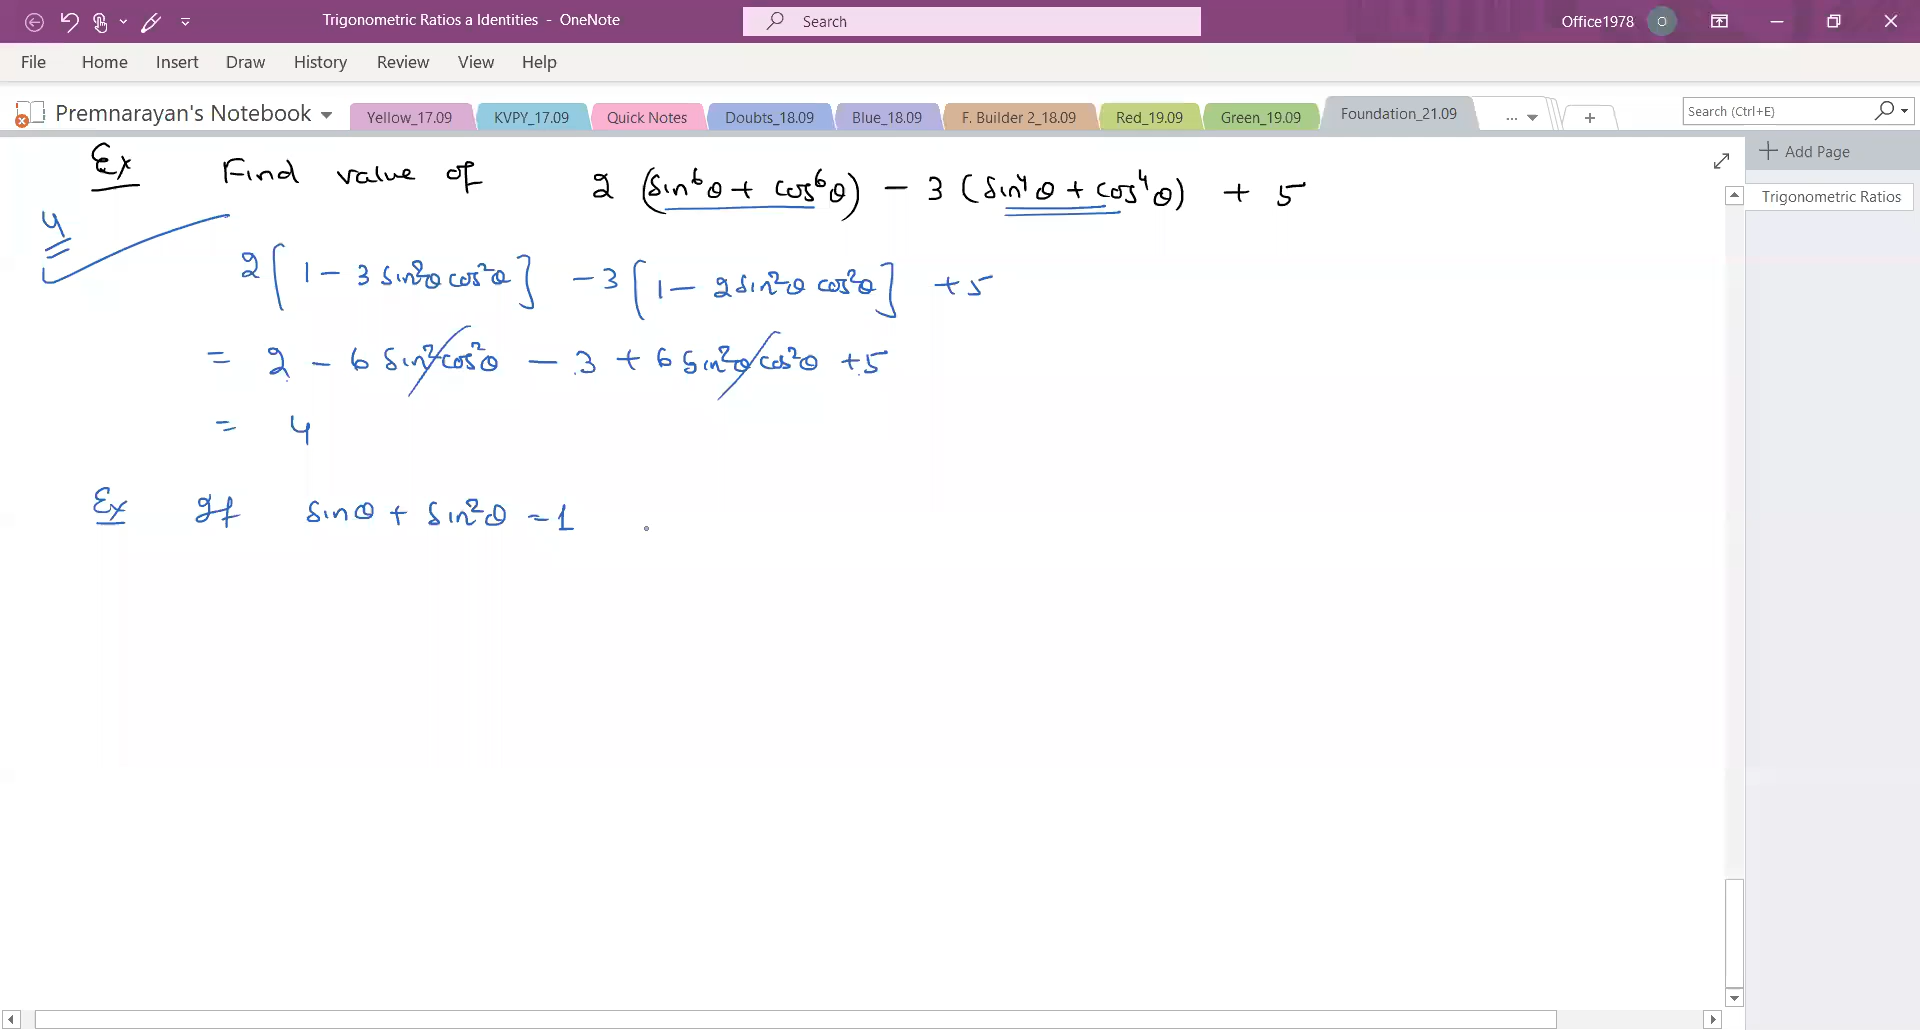 Trigonometric Ratios a Identities - OneNote
Search
Office1978
O
File Home Insert Draw History Review View Help
Premnarayan's Notebook
Yellow_17.09 KVPY_17.09 Quick Notes Doubts_18.09 Blue_18.09 F. Builder 2_18.09 Red_19.09 Green_19.09 Foundation_21.09 ... +
Search (Ctrl+E)
Add Page
Trigonometric Ratios
Ex Find value of 2 (sin⁶θ + cos⁶θ) - 3 (sin⁴θ + cos⁴θ) + 5
4
2[1 - 3 sin²θ cos²θ] - 3[1 - 2 sin²θ cos²θ] + 5
= 2 - 6 sin² cos²θ - 3 + 6 sin²θ cos²θ + 5
= 4
Ex If sinθ + sin²θ = 1